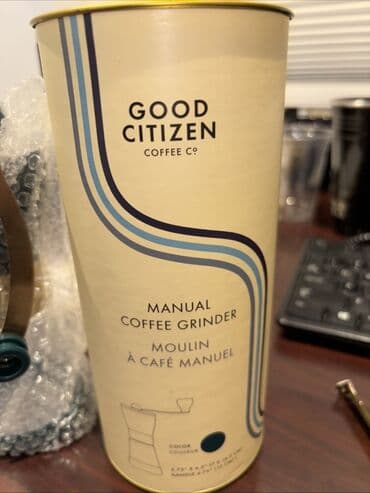 GOOD
CITIZEN
COFFEE Cº
MANUAL
COFFEE GRINDER
MOULIN
À CAFÉ MANUEL
COLOR
COULEUR